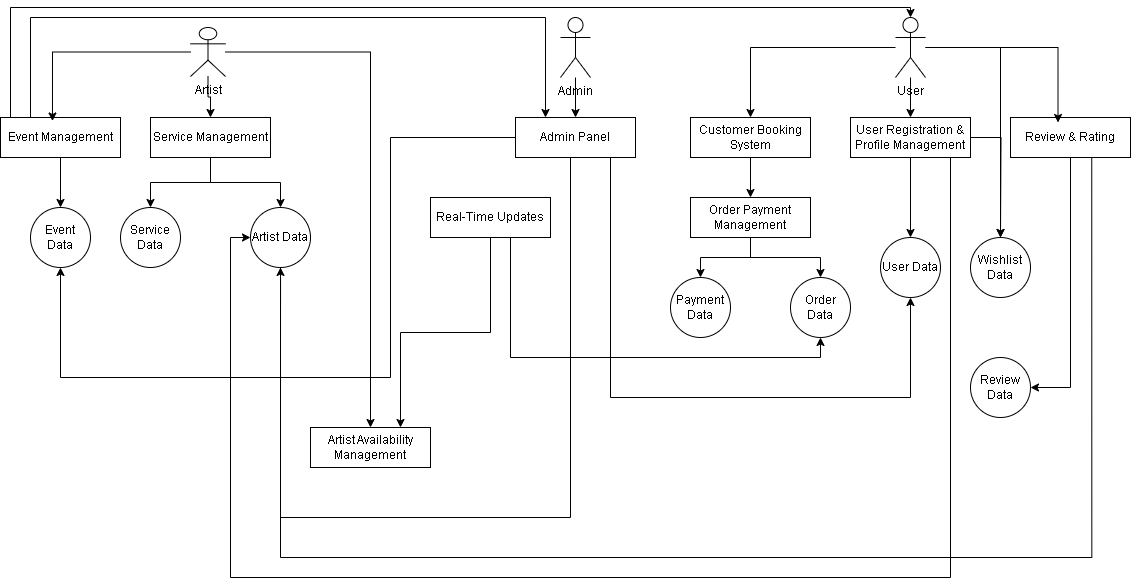 Artist
Admin
User
Event Management
Service Management
Admin Panel
Customer Booking
System
User Registration &
Profile Management
Review & Rating
Event
Data
Service
Data
Artist Data
Real-Time Updates
Order Payment
Management
User Data
Wishlist
Data
Payment
Data
Order
Data
Review
Data
Artist Availability
Management